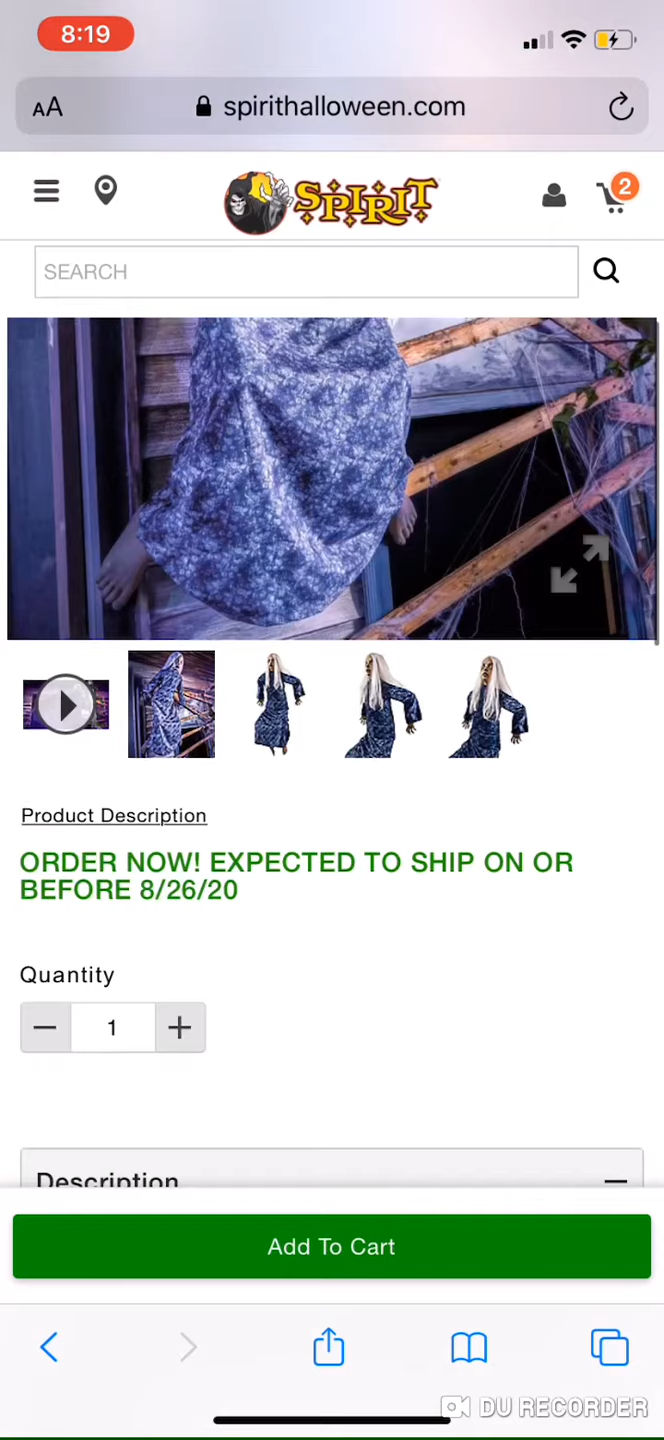 8:19
AA
spirithalloween.com
SPIRIT
2
SEARCH
Product Description
ORDER NOW! EXPECTED TO SHIP ON OR
BEFORE 8/26/20
Quantity
1
Description
Add To Cart
DU RECORDER